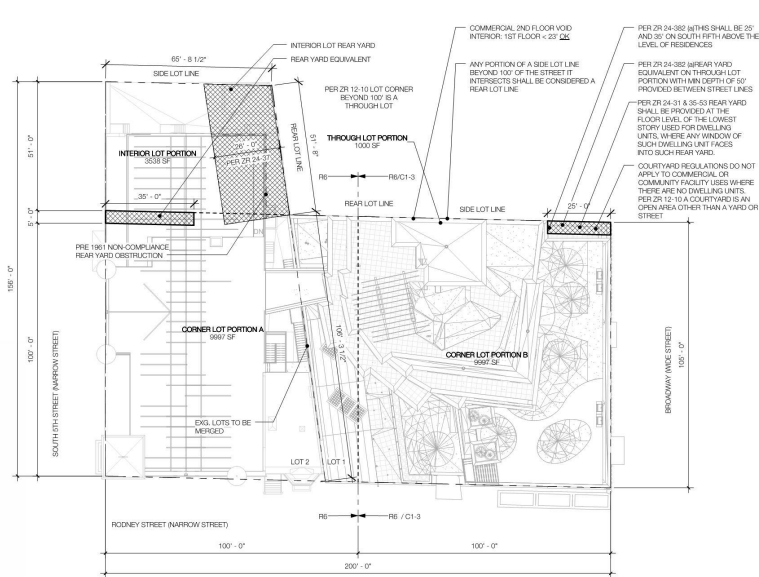 COMMERCIAL 2ND FLOOR VOID
INTERIOR: 1ST FLOOR < 23' OK
PER ZR 24-382 (a)THIS SHALL BE 25'
AND 35' ON SOUTH FIFTH ABOVE THE
LEVEL OF RESIDENCES
INTERIOR LOT REAR YARD
REAR YARD EQUIVALENT
65' - 8 1/2"
SIDE LOT LINE
ANY PORTION OF A SIDE LOT LINE
BEYOND 100' OF THE STREET IT
INTERSECTS SHALL BE CONSIDERED A
REAR LOT LINE
PER ZR 24-382 (a)REAR YARD
EQUIVALENT ON THROUGH LOT
PORTION WITH MIN DEPTH OF 50'
PROVIDED BETWEEN STREET LINES
PER ZR 12-10 LOT CORNER
BEYOND 100' IS A
THROUGH LOT
PER ZR 24-31 & 35-53 REAR YARD
SHALL BE PROVIDED AT THE
FLOOR LEVEL OF THE LOWEST
STORY USED FOR DWELLING
UNITS, WHERE ANY WINDOW OF
SUCH DWELLING UNIT FACES
INTO SUCH REAR YARD.
THROUGH LOT PORTION
1000 SF
INTERIOR LOT PORTION
3538 SF
26' - 0"
PER ZR 24-37
REAR LOT LINE
51' - 8"
51' - 0"
R6
R6/C1-3
COURTYARD REGULATIONS DO NOT
APPLY TO COMMERCIAL OR
COMMUNITY FACILITY USES WHERE
THERE ARE NO DWELLING UNITS.
PER ZR 12-10 A COURTYARD IS AN
OPEN AREA OTHER THAN A YARD OR
STREET
35' - 0"
REAR LOT LINE
SIDE LOT LINE
25' - 0"
5' - 0"
DN
PRE 1961 NON-COMPLIANCE
REAR YARD OBSTRUCTION
156' - 0"
CORNER LOT PORTION A
9997 SF
106' - 3 1/2"
CORNER LOT PORTION B
9997 SF
100' - 0"
SOUTH 5TH STREET (NARROW STREET)
BROADWAY (WIDE STREET)
105' - 0"
EXG. LOTS TO BE
MERGED
LOT 2
LOT 1
R6
R6 / C1-3
RODNEY STREET (NARROW STREET)
100' - 0"
100' - 0"
200' - 0"